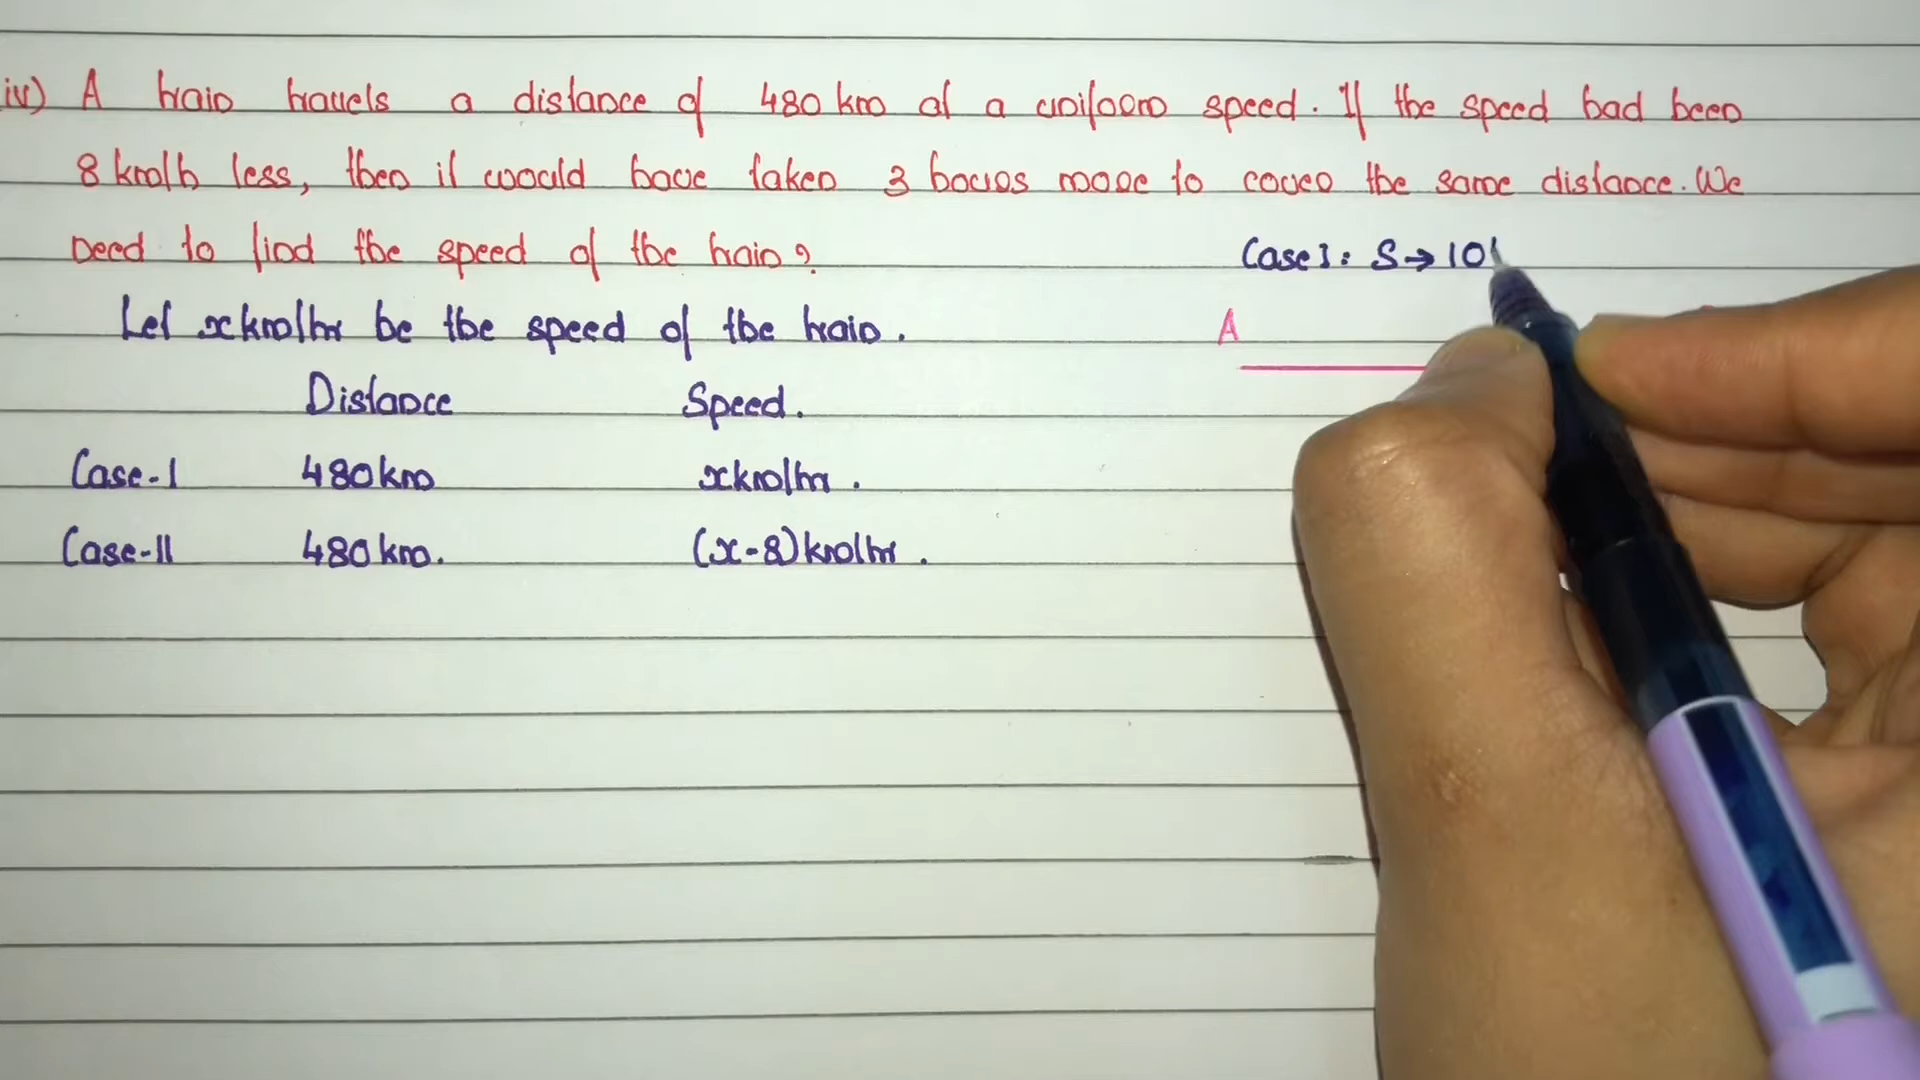 iv) A train travels a distance of 480 km at a uniform speed. If the speed had been
8 km/h less, then it would have taken 3 hours more to cover the same distance. We
need to find the speed of the train?
Case 1: S → 10
Let x km/hr be the speed of the train.
A
Distance Speed.
Case-I 480 km x km/hr.
Case-II 480 km. (x-8) km/hr.